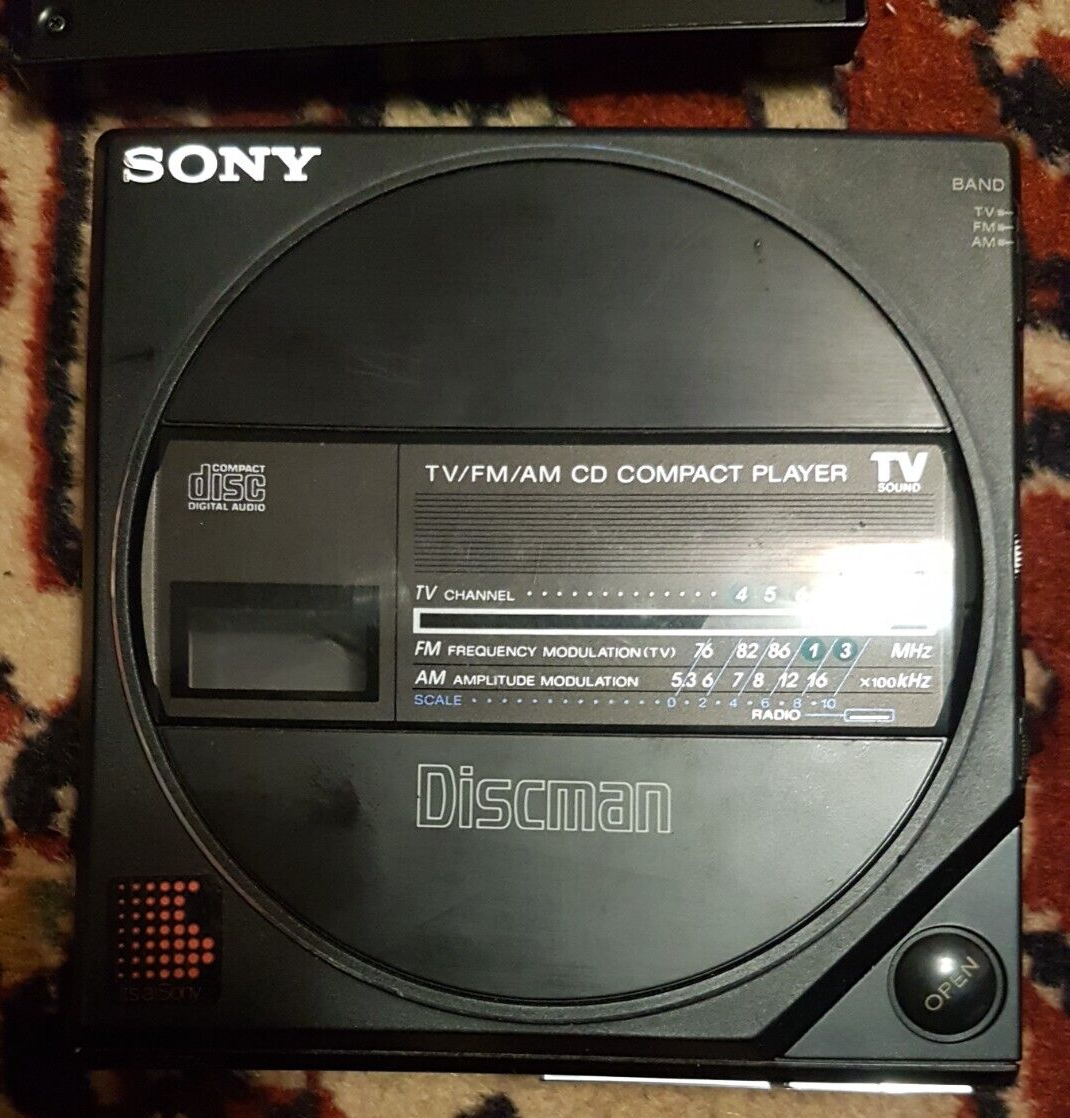 SONY
BAND
TV
FM
AM
COMPACT
disc
DIGITAL AUDIO
TV/FM/AM CD COMPACT PLAYER
TV
SOUND
TV CHANNEL 4 5 6
FM FREQUENCY MODULATION(TV) 76 82 86 1 3 MHz
AM AMPLITUDE MODULATION 5.3 6 7 8 12 16 ×100kHz
SCALE 0 · 2 · 4 · 6 · 8 · 10
RADIO
Discman
It's a Sony
OPEN